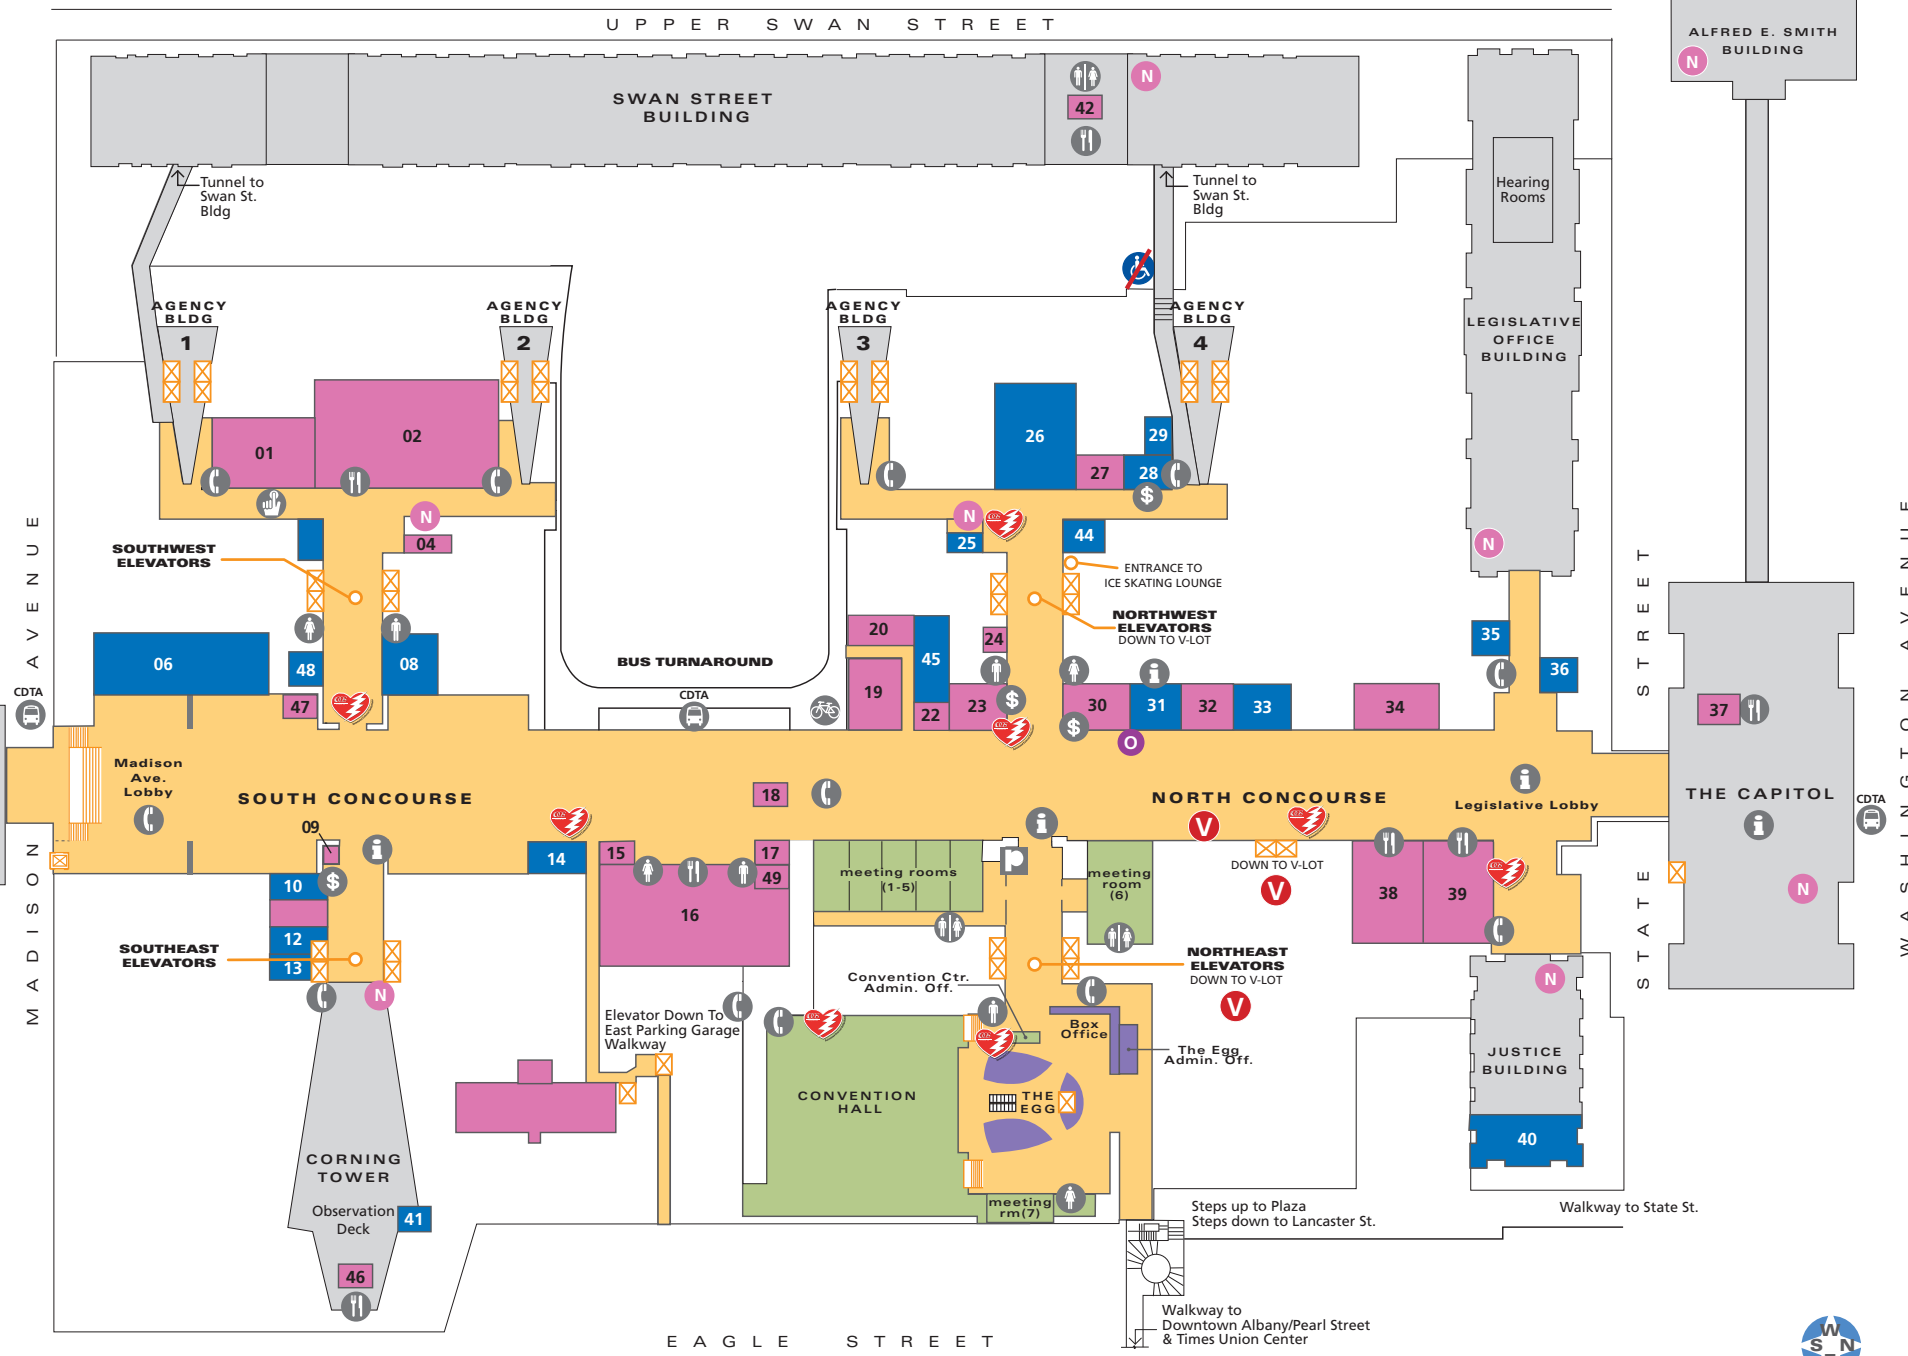 UPPER SWAN STREET
ALFRED E. SMITH
BUILDING
N
SWAN STREET
BUILDING
N
42
Tunnel to
Swan St.
Bldg
Tunnel to
Swan St.
Bldg
Hearing
Rooms
AGENCY
BLDG
1
AGENCY
BLDG
2
AGENCY
BLDG
3
AGENCY
BLDG
4
LEGISLATIVE
OFFICE
BUILDING
01
02
26
27
28
29
$
N
04
N
25
44
N
SOUTHWEST
ELEVATORS
ENTRANCE TO
ICE SKATING LOUNGE
NORTHWEST
ELEVATORS
DOWN TO V-LOT
MADISON AVENUE
STATE STREET
WASHINGTON AVENUE
06
48
08
47
BUS TURNAROUND
CDTA
CDTA
20
19
45
22
23
24
$
30
$
31
32
33
34
35
36
37
O
Madison
Ave.
Lobby
SOUTH CONCOURSE
18
NORTH CONCOURSE
Legislative Lobby
THE CAPITOL
CDTA
V
09
$
10
12
13
14
15
16
17
49
meeting rooms
(1-5)
p
meeting
room
(6)
DOWN TO V-LOT
V
38
39
N
SOUTHEAST
ELEVATORS
N
NORTHEAST
ELEVATORS
DOWN TO V-LOT
V
Convention Ctr.
Admin. Off.
Elevator Down To
East Parking Garage
Walkway
Box
Office
The Egg
Admin. Off.
N
JUSTICE
BUILDING
40
CONVENTION
HALL
THE
EGG
CORNING
TOWER
Observation
Deck
41
46
meeting
rm(7)
Steps up to Plaza
Steps down to Lancaster St.
Walkway to State St.
Walkway to
Downtown Albany/Pearl Street
& Times Union Center
EAGLE STREET
W
S N